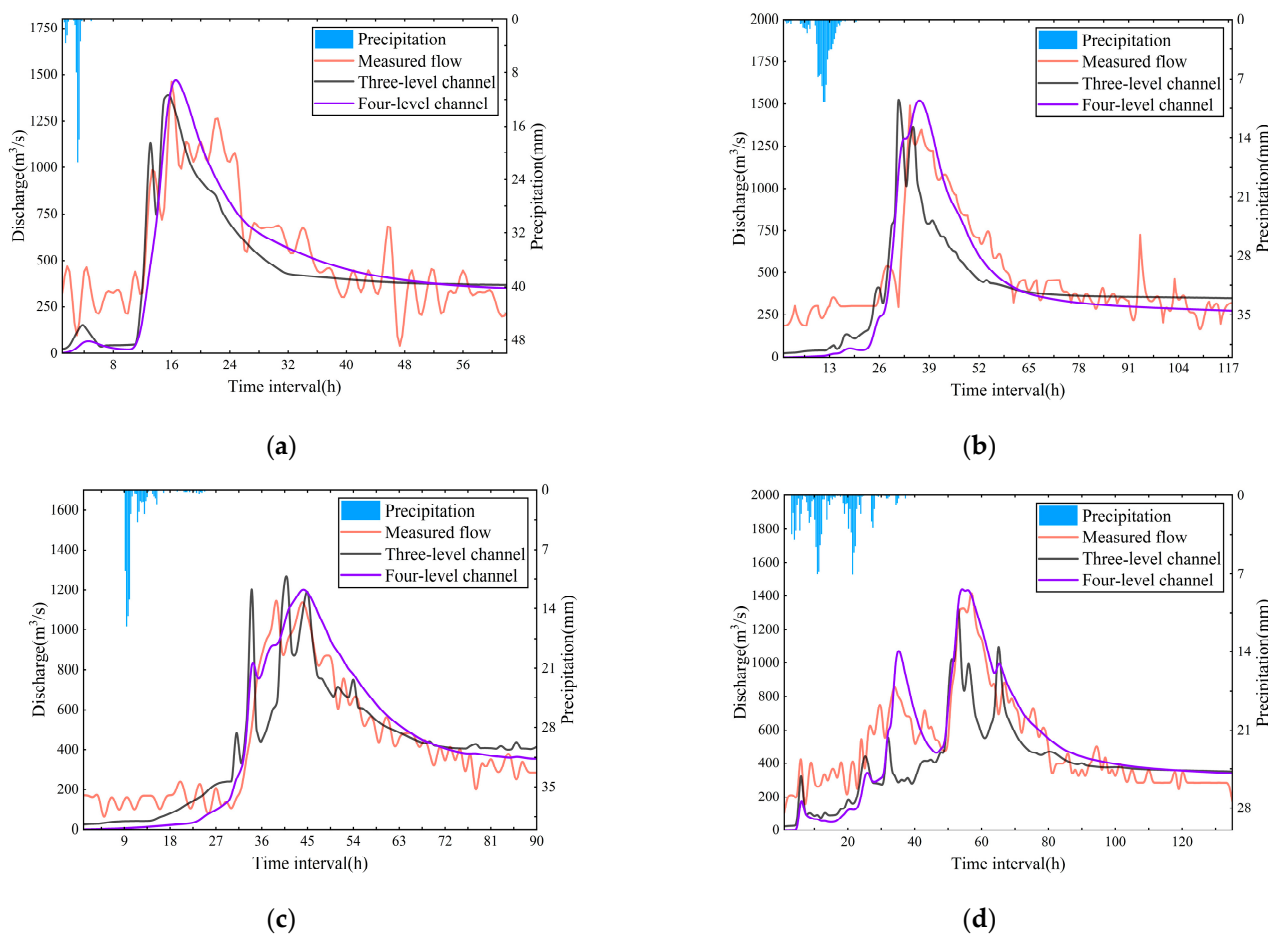 1750
1500
1250
1000
750
500
250
0
Discharge(m³/s)
0
8
16
24
32
40
48
Precipitation(mm)
Precipitation
Measured flow
Three-level channel
Four-level channel
8 16 24 32 40 48 56
Time interval(h)
(a)
2000
1750
1500
1250
1000
750
500
250
0
Discharge(m³/s)
0
7
14
21
28
35
Precipitation(mm)
Precipitation
Measured flow
Three-level channel
Four-level channel
13 26 39 52 65 78 91 104 117
Time interval(h)
(b)
1600
1400
1200
1000
800
600
400
200
0
Discharge(m³/s)
0
7
14
21
28
35
Precipitation(mm)
Precipitation
Measured flow
Three-level channel
Four-level channel
9 18 27 36 45 54 63 72 81 90
Time interval(h)
(c)
2000
1800
1600
1400
1200
1000
800
600
400
200
0
Discharge(m³/s)
0
7
14
21
28
Precipitation(mm)
Precipitation
Measured flow
Three-level channel
Four-level channel
20 40 60 80 100 120
Time interval(h)
(d)